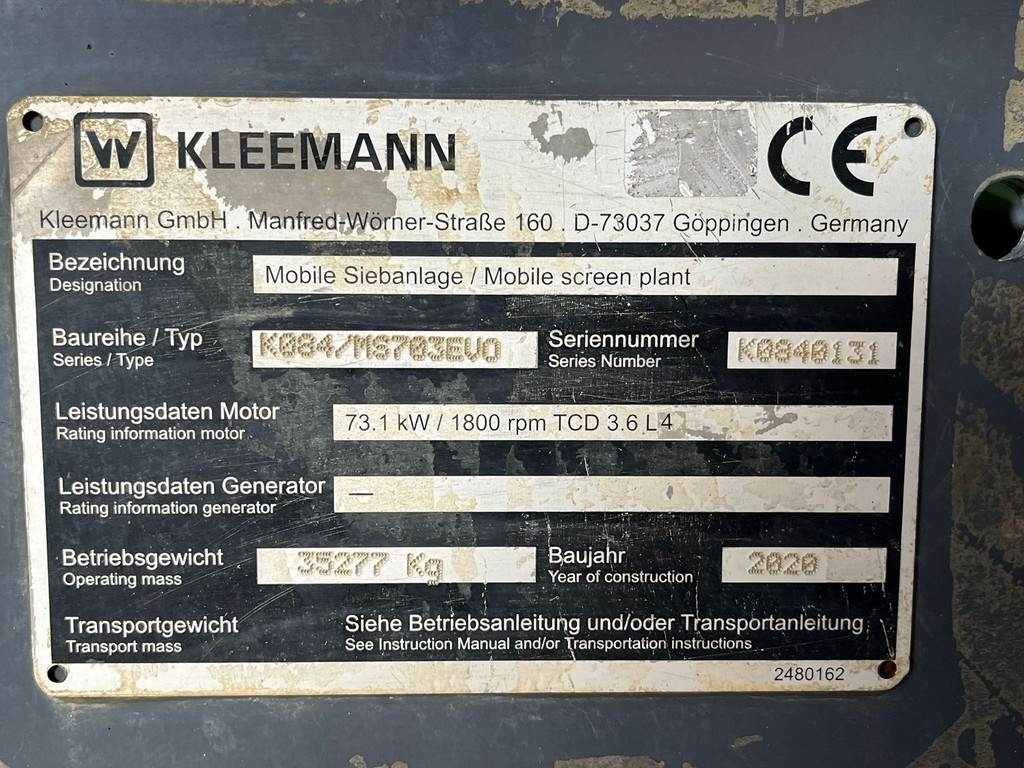 W KLEEMANN CE
Kleemann GmbH . Manfred-Wörner-Straße 160 . D-73037 Göppingen . Germany
Bezeichnung
Designation
Mobile Siebanlage / Mobile screen plant
Baureihe / Typ
Series / Type
K084/MS703EVO
Seriennummer
Series Number
K0840131
Leistungsdaten Motor
Rating information motor
73.1 kW / 1800 rpm TCD 3.6 L4
Leistungsdaten Generator
Rating information generator
—
Betriebsgewicht
Operating mass
35277 Kg
Baujahr
Year of construction
2020
Transportgewicht
Transport mass
Siehe Betriebsanleitung und/oder Transportanleitung
See Instruction Manual and/or Transportation instructions
2480162